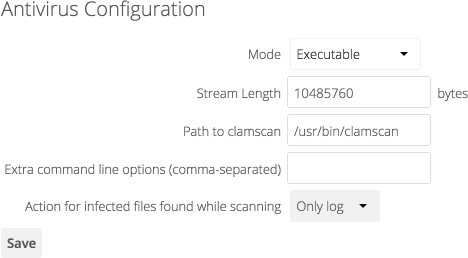 Antivirus Configuration
Mode Executable
Stream Length 10485760 bytes
Path to clamscan /usr/bin/clamscan
Extra command line options (comma-separated)
Action for infected files found while scanning Only log
Save